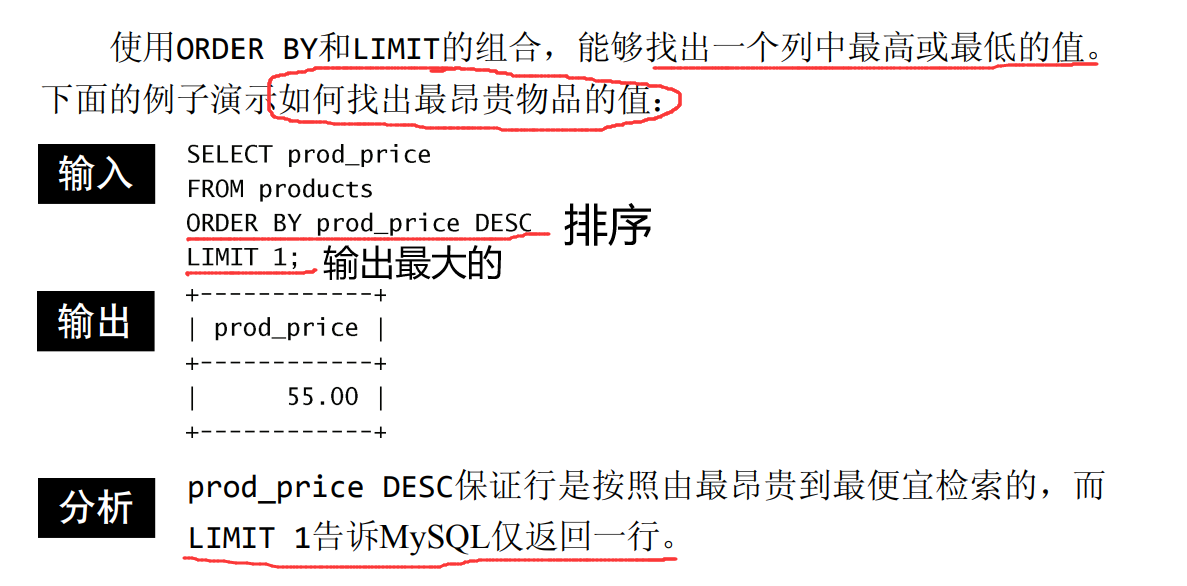 使用ORDER BY和LIMIT的组合，能够找出一个列中最高或最低的值。
下面的例子演示如何找出最昂贵物品的值：
输入
SELECT prod_price
FROM products
ORDER BY prod_price DESC 排序
LIMIT 1; 输出最大的
输出
+------------+
| prod_price |
+------------+
|      55.00 |
+------------+
分析
prod_price DESC保证行是按照由最昂贵到最便宜检索的，而
LIMIT 1告诉MySQL仅返回一行。